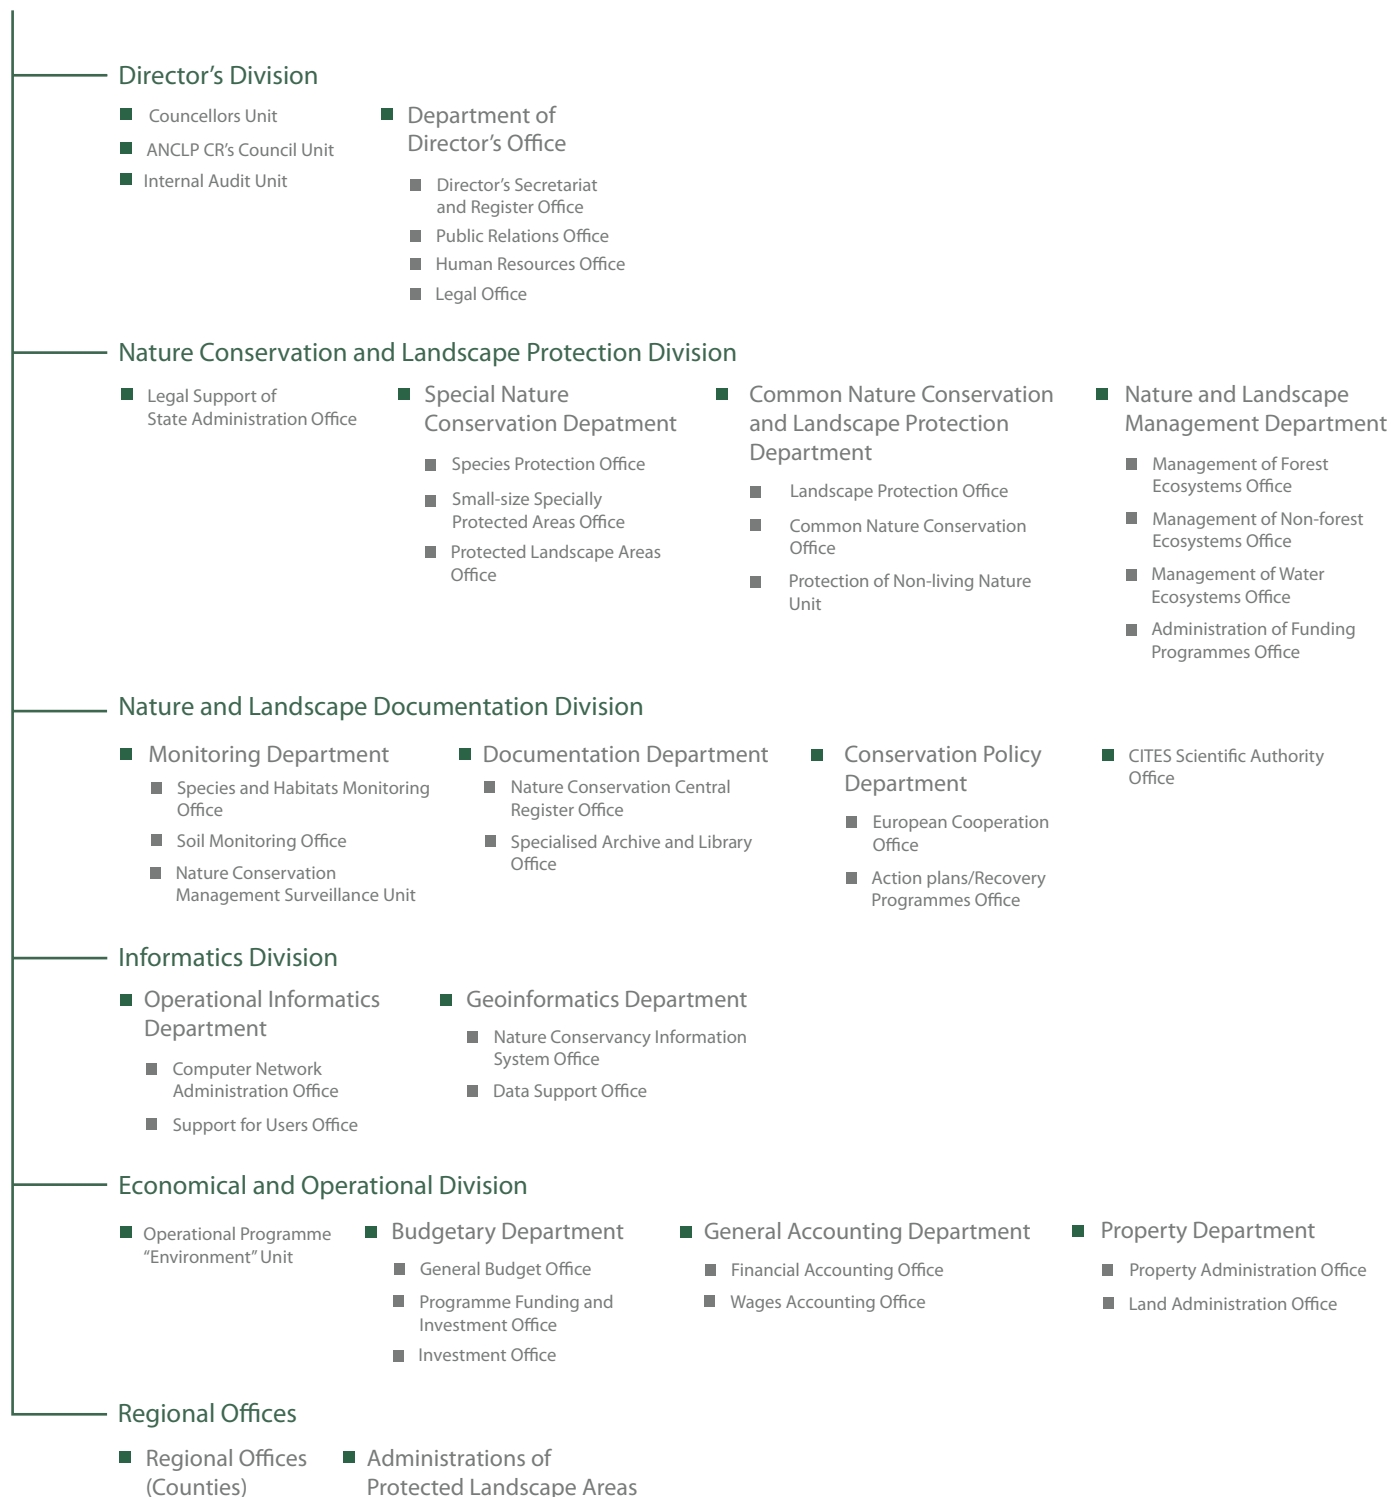 Director’s Division
Councellors Unit
ANCLP CR’s Council Unit
Internal Audit Unit
Department of
Director’s Office
Director’s Secretariat
and Register Office
Public Relations Office
Human Resources Office
Legal Office
Nature Conservation and Landscape Protection Division
Legal Support of
State Administration Office
Special Nature
Conservation Depatment
Species Protection Office
Small-size Specially
Protected Areas Office
Protected Landscape Areas
Office
Common Nature Conservation
and Landscape Protection
Department
Landscape Protection Office
Common Nature Conservation
Office
Protection of Non-living Nature
Unit
Nature and Landscape
Management Department
Management of Forest
Ecosystems Office
Management of Non-forest
Ecosystems Office
Management of Water
Ecosystems Office
Administration of Funding
Programmes Office
Nature and Landscape Documentation Division
Monitoring Department
Species and Habitats Monitoring
Office
Soil Monitoring Office
Nature Conservation
Management Surveillance Unit
Documentation Department
Nature Conservation Central
Register Office
Specialised Archive and Library
Office
Conservation Policy
Department
European Cooperation
Office
Action plans/Recovery
Programmes Office
CITES Scientific Authority
Office
Informatics Division
Operational Informatics
Department
Computer Network
Administration Office
Support for Users Office
Geoinformatics Department
Nature Conservancy Information
System Office
Data Support Office
Economical and Operational Division
Operational Programme
“Environment” Unit
Budgetary Department
General Budget Office
Programme Funding and
Investment Office
Investment Office
General Accounting Department
Financial Accounting Office
Wages Accounting Office
Property Department
Property Administration Office
Land Administration Office
Regional Offices
Regional Offices
(Counties)
Administrations of
Protected Landscape Areas